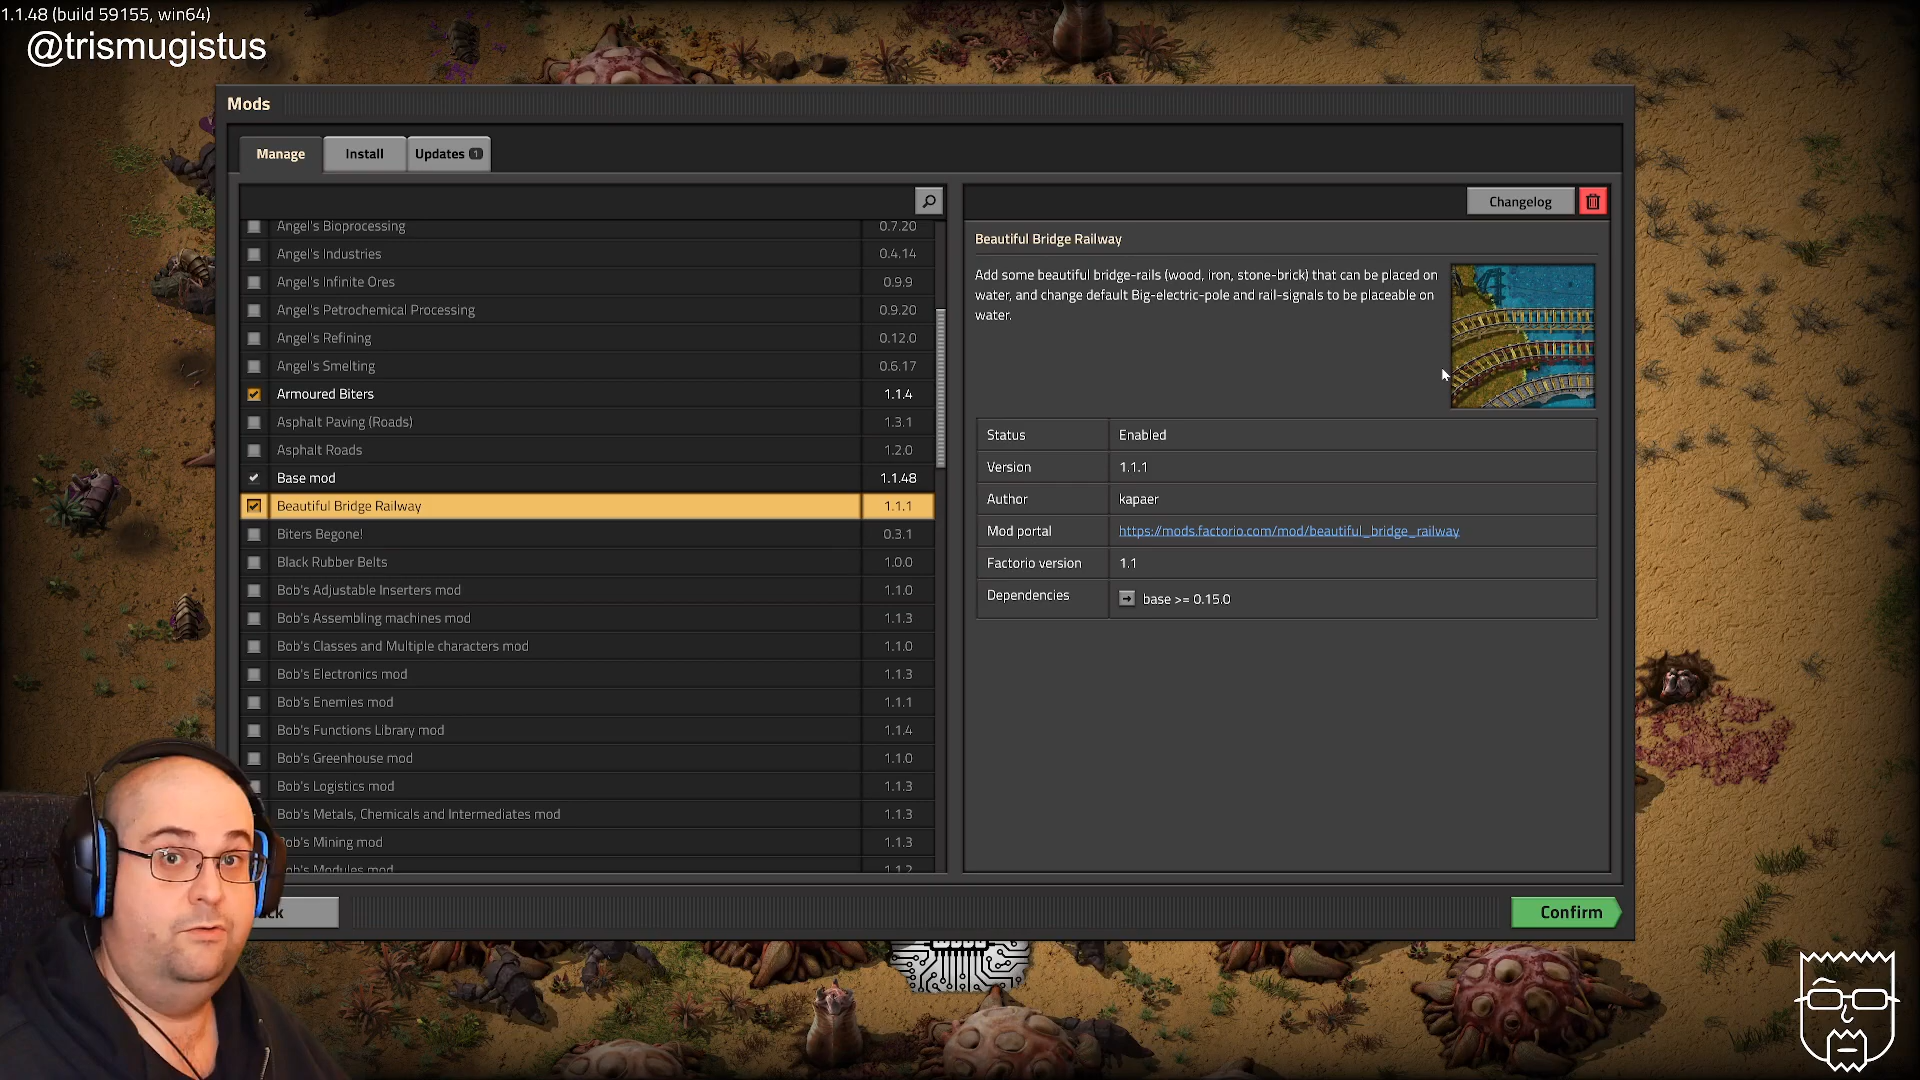 1.1.48 (build 59155, win64)
@trismugistus
Mods
Manage
Install
Updates 1
Changelog
Angel's Bioprocessing 0.7.20
Angel's Industries 0.4.14
Angel's Infinite Ores 0.9.9
Angel's Petrochemical Processing 0.9.20
Angel's Refining 0.12.0
Angel's Smelting 0.6.17
Armoured Biters 1.1.4
Asphalt Paving (Roads) 1.3.1
Asphalt Roads 1.2.0
Base mod 1.1.48
Beautiful Bridge Railway 1.1.1
Biters Begone! 0.3.1
Black Rubber Belts 1.0.0
Bob's Adjustable Inserters mod 1.1.0
Bob's Assembling machines mod 1.1.3
Bob's Classes and Multiple characters mod 1.1.0
Bob's Electronics mod 1.1.3
Bob's Enemies mod 1.1.1
Bob's Functions Library mod 1.1.4
Bob's Greenhouse mod 1.1.0
Bob's Logistics mod 1.1.3
Bob's Metals, Chemicals and Intermediates mod 1.1.3
ob's Mining mod 1.1.3
ob's Modules mod 1.1.2
Beautiful Bridge Railway
Add some beautiful bridge-rails (wood, iron, stone-brick) that can be placed on
water, and change default Big-electric-pole and rail-signals to be placeable on
water.
Status Enabled
Version 1.1.1
Author kapaer
Mod portal https://mods.factorio.com/mod/beautiful_bridge_railway
Factorio version 1.1
Dependencies base >= 0.15.0
ck
Confirm